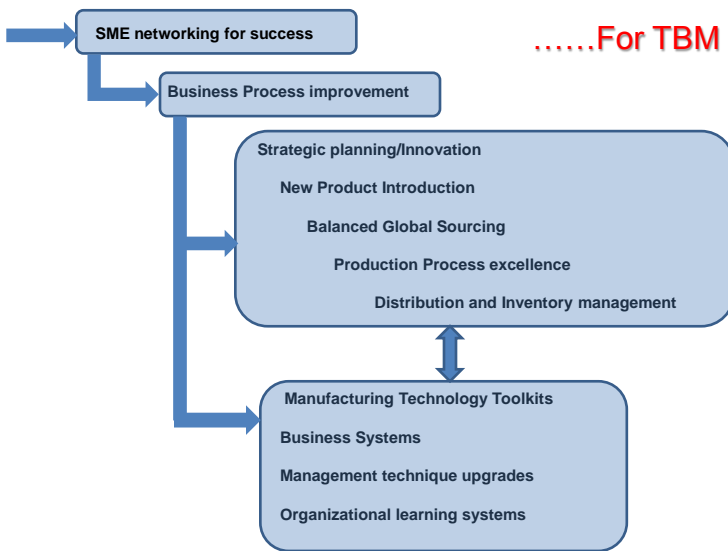 SME networking for success
......For TBM
Business Process improvement
Strategic planning/Innovation
New Product Introduction
Balanced Global Sourcing
Production Process excellence
Distribution and Inventory management
Manufacturing Technology Toolkits
Business Systems
Management technique upgrades
Organizational learning systems